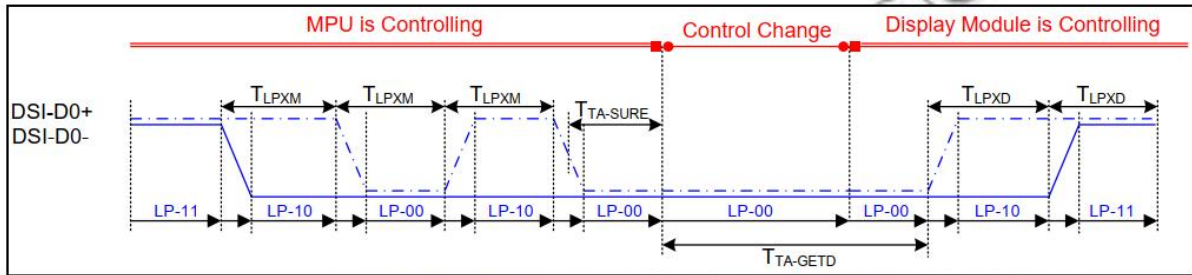 MPU is Controlling Control Change Display Module is Controlling
TLPXM TLPXM TLPXM TLPXD TLPXD
DSI-D0+
TTA-SURE
DSI-D0-
LP-11 LP-10 LP-00 LP-10 LP-00 LP-00 LP-00 LP-10 LP-11
TTA-GETD